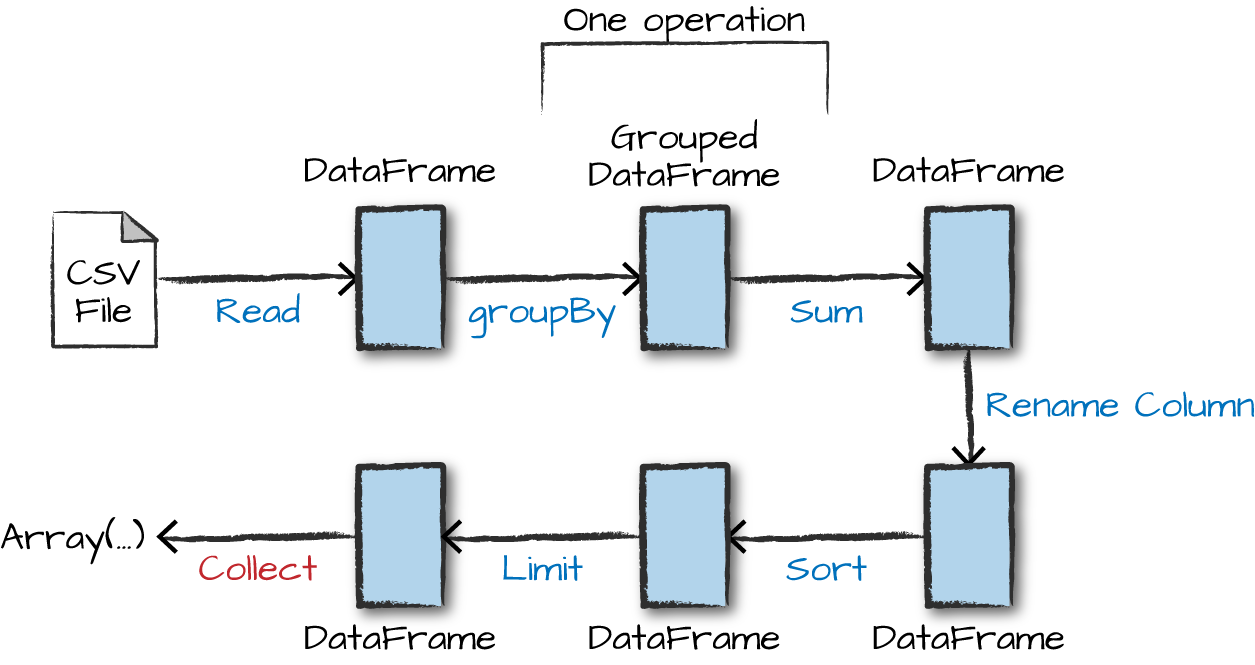 One operation
Grouped
DataFrame
DataFrame
DataFrame
CSV
File
Read
groupBy
Sum
Rename Column
Array(...)
Collect
Limit
Sort
DataFrame
DataFrame
DataFrame